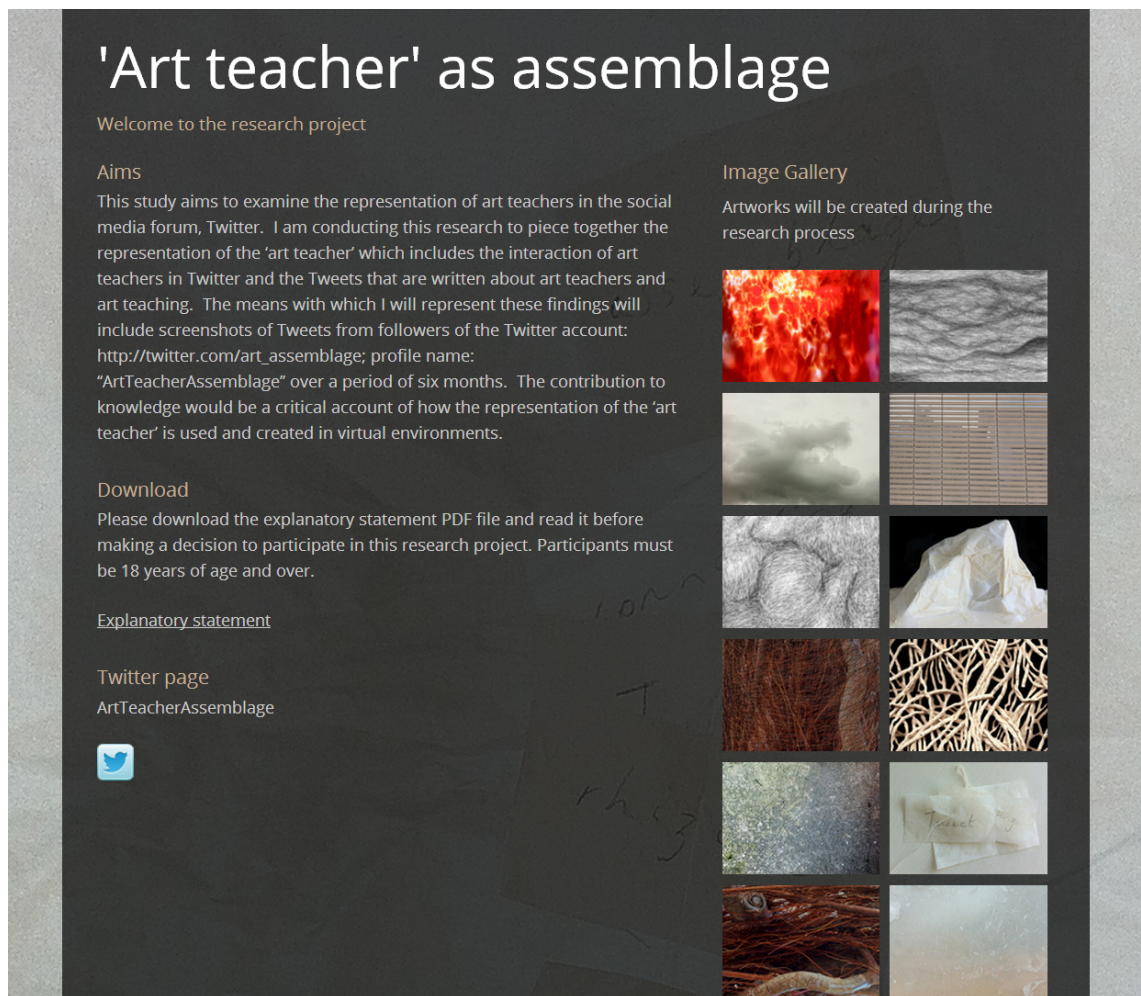 'Art teacher' as assemblage
Welcome to the research project
Aims
This study aims to examine the representation of art teachers in the social
media forum, Twitter.  I am conducting this research to piece together the
representation of the ‘art teacher’ which includes the interaction of art
teachers in Twitter and the Tweets that are written about art teachers and
art teaching.  The means with which I will represent these findings will
include screenshots of Tweets from followers of the Twitter account:
http://twitter.com/art_assemblage; profile name:
“ArtTeacherAssemblage” over a period of six months.  The contribution to
knowledge would be a critical account of how the representation of the ‘art
teacher’ is used and created in virtual environments.
Download
Please download the explanatory statement PDF file and read it before
making a decision to participate in this research project. Participants must
be 18 years of age and over.
Explanatory statement
Twitter page
ArtTeacherAssemblage
Image Gallery
Artworks will be created during the
research process
Tweet